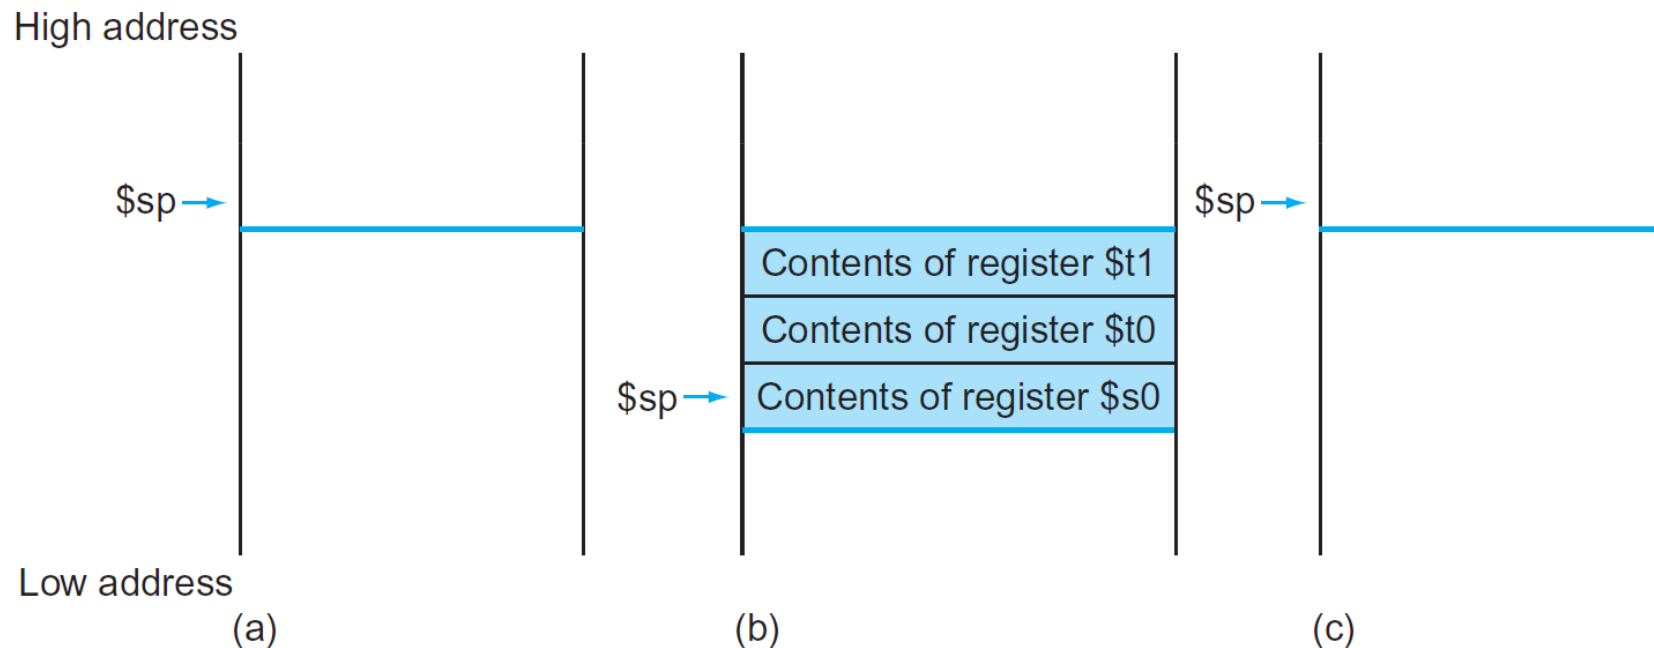 High address
$sp
$sp
Contents of register $t1
Contents of register $t0
$sp
Contents of register $s0
Low address
(a)
(b)
(c)